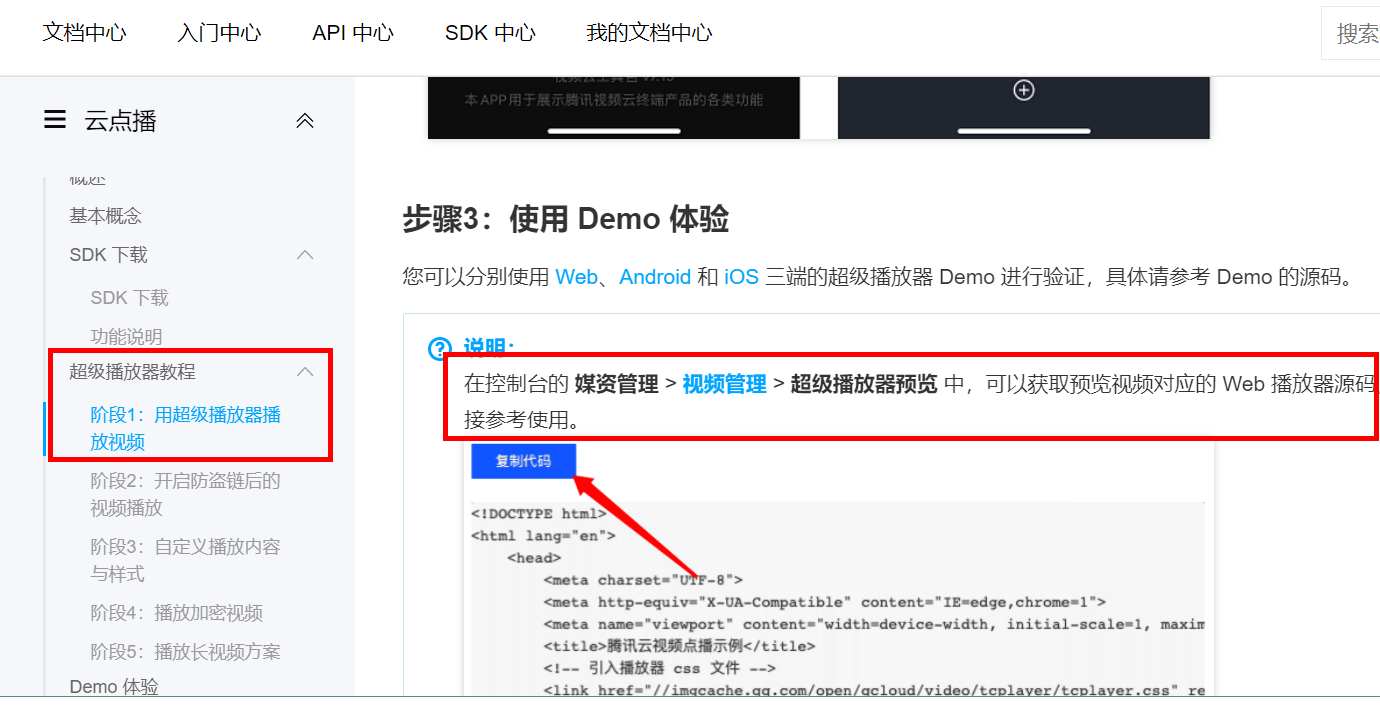 文档中心 入门中心 API 中心 SDK 中心 我的文档中心 搜索
云点播
概述
基本概念
SDK 下载
SDK 下载
功能说明
超级播放器教程
阶段1：用超级播放器播
放视频
阶段2：开启防盗链后的
视频播放
阶段3：自定义播放内容
与样式
阶段4：播放加密视频
阶段5：播放长视频方案
Demo 体验
本APP用于展示腾讯视频云终端产品的各类功能
步骤3：使用 Demo 体验
您可以分别使用 Web、Android 和 iOS 三端的超级播放器 Demo 进行验证，具体请参考 Demo 的源码。
说明：
在控制台的 媒资管理 > 视频管理 > 超级播放器预览 中，可以获取预览视频对应的 Web 播放器源码
接参考使用。
复制代码
<!DOCTYPE html>
<html lang="en">
<head>
<meta charset="UTF-8">
<meta http-equiv="X-UA-Compatible" content="IE=edge,chrome=1">
<meta name="viewport" content="width=device-width, initial-scale=1, maxim
<title>腾讯云视频点播示例</title>
<!-- 引入播放器 css 文件 -->
<link href="//imgcache.qq.com/open/qcloud/video/tcplayer/tcplayer.css" re